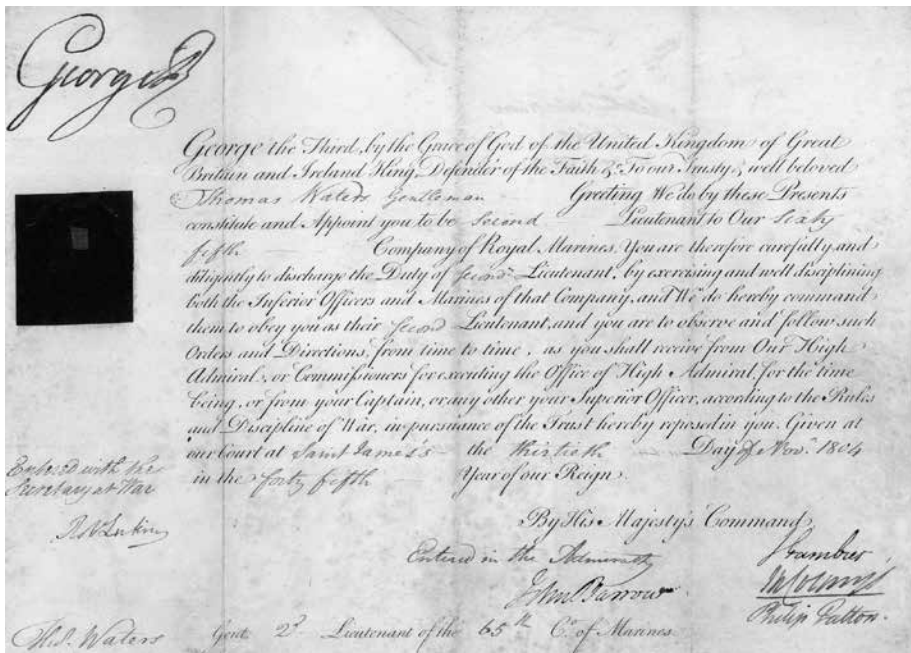 George R
George the Third, by the Grace of God of the United Kingdom of Great
Britain and Ireland King, Defender of the Faith &c. To our Trusty & well beloved
Thomas Waters Gentleman Greeting We do by these Presents
constitute and Appoint you to be Second Lieutenant to Our Sixty
fifth Company of Royal Marines. You are therefore carefully and
diligently to discharge the Duty of Second Lieutenant, by exercising and well disciplining
both the Inferior Officers and Marines of that Company, and We do hereby command
them to obey you as their Second Lieutenant, and you are to observe and follow such
Orders and Directions, from time to time, as you shall receive from Our High
Admiral, or Commissioners for executing the Office of High Admiral, for the time
being, or from your Captain, or any other your Superior Officer, according to the Rules
and Discipline of War, in pursuance of the Trust hereby reposed in you. Given at
our Court at Saint James's the thirtieth Day of Nov. 1804
in the forty fifth Year of our Reign.
with the
Secretary at War
By His Majesty's Command,
Entered in the Admiralty
John Barrow
Gambier
Philip Patton.
Thos. Waters Gent. 2d. Lieutenant of the 65th Co. of Marines